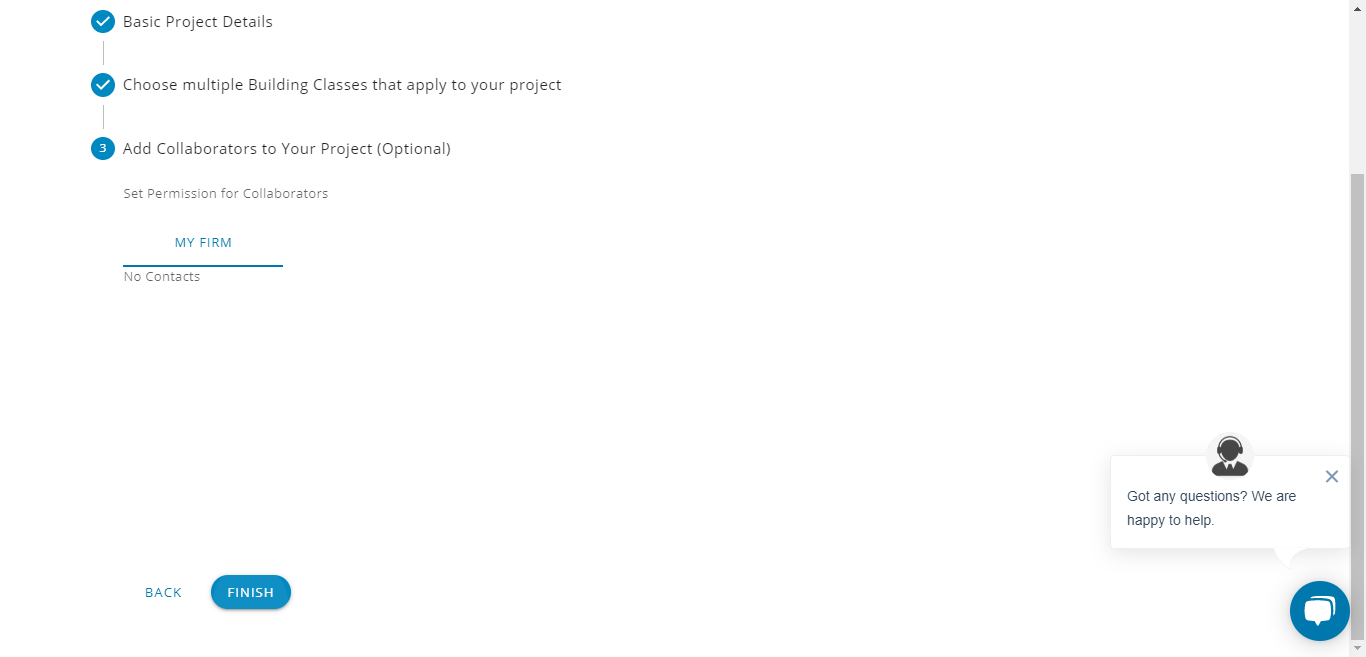 Basic Project Details
Choose multiple Building Classes that apply to your project
3 Add Collaborators to Your Project (Optional)
Set Permission for Collaborators
MY FIRM
No Contacts
Got any questions? We are
happy to help.
BACK FINISH